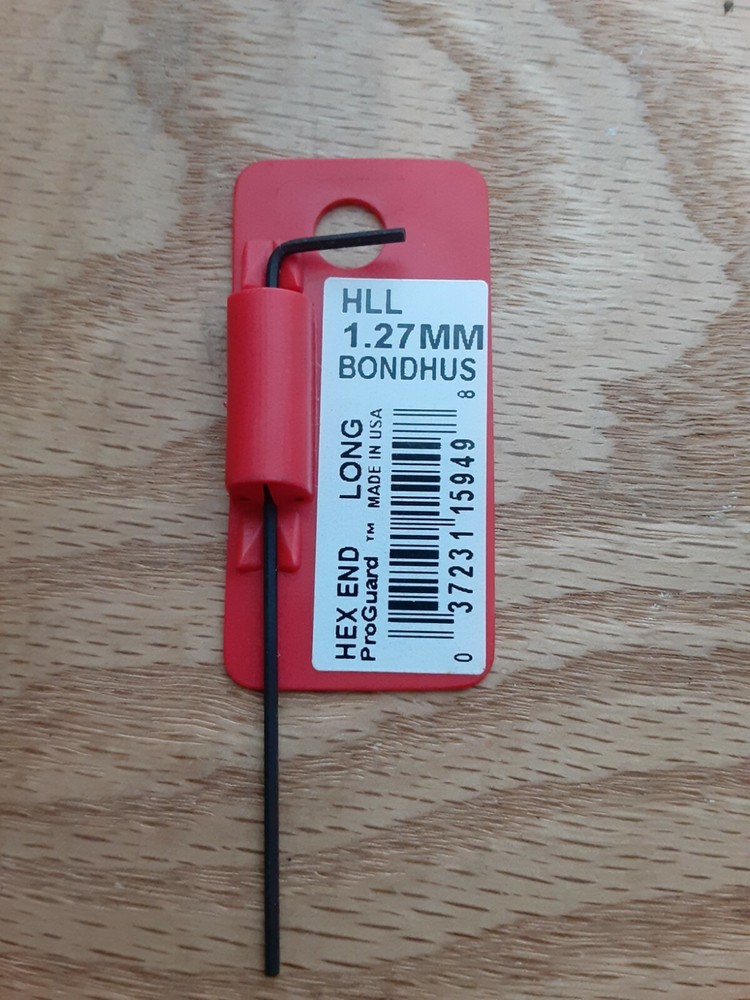 HLL
1.27MM
BONDHUS
HEX END LONG
ProGuard ™ MADE IN USA
0 37231 15949 8